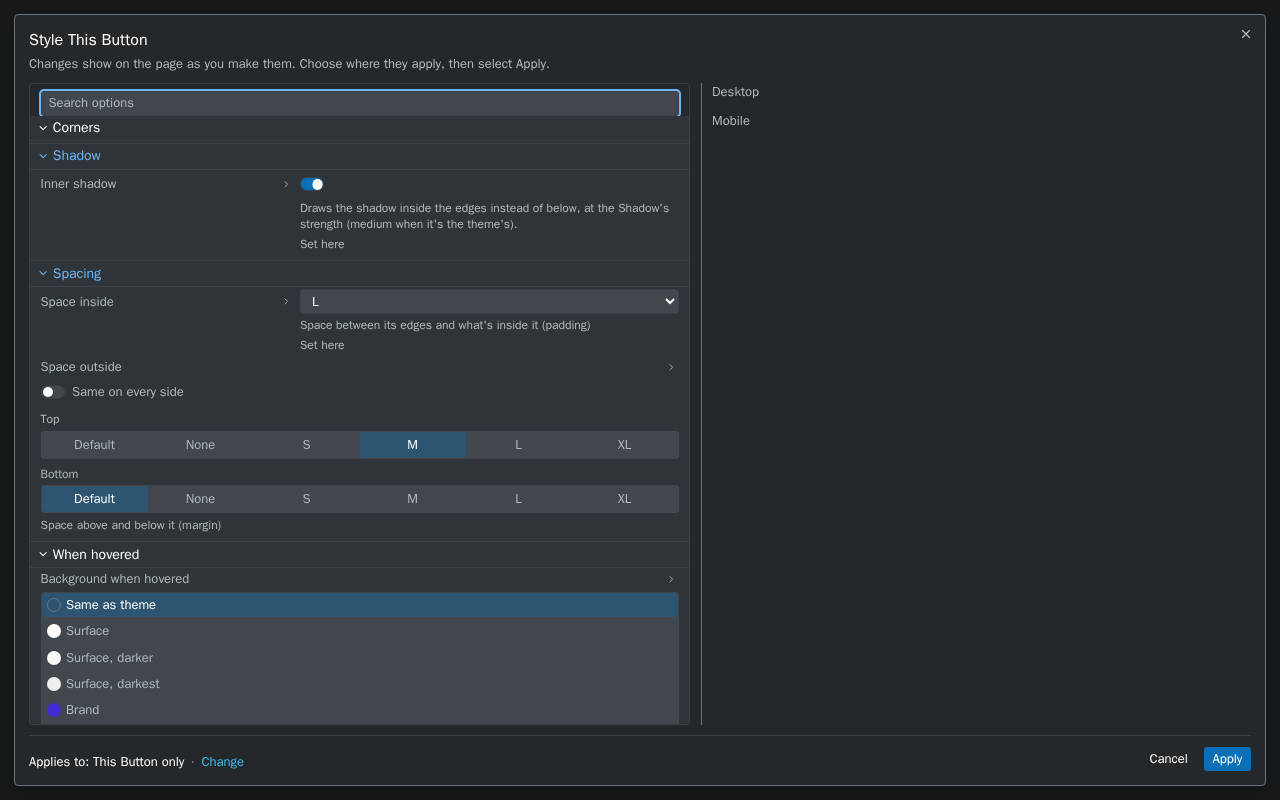 Style This Button
Changes show on the page as you make them. Choose where they apply, then select Apply.
Search options
Corners
Shadow
Inner shadow
Draws the shadow inside the edges instead of below, at the Shadow's
strength (medium when it's the theme's).
Set here
Spacing
Space inside
L
Space between its edges and what's inside it (padding)
Set here
Space outside
Same on every side
Top
Default None S M L XL
Bottom
Default None S M L XL
Space above and below it (margin)
When hovered
Background when hovered
Same as theme
Surface
Surface, darker
Surface, darkest
Brand
Desktop
Mobile
Applies to: This Button only · Change
Cancel Apply